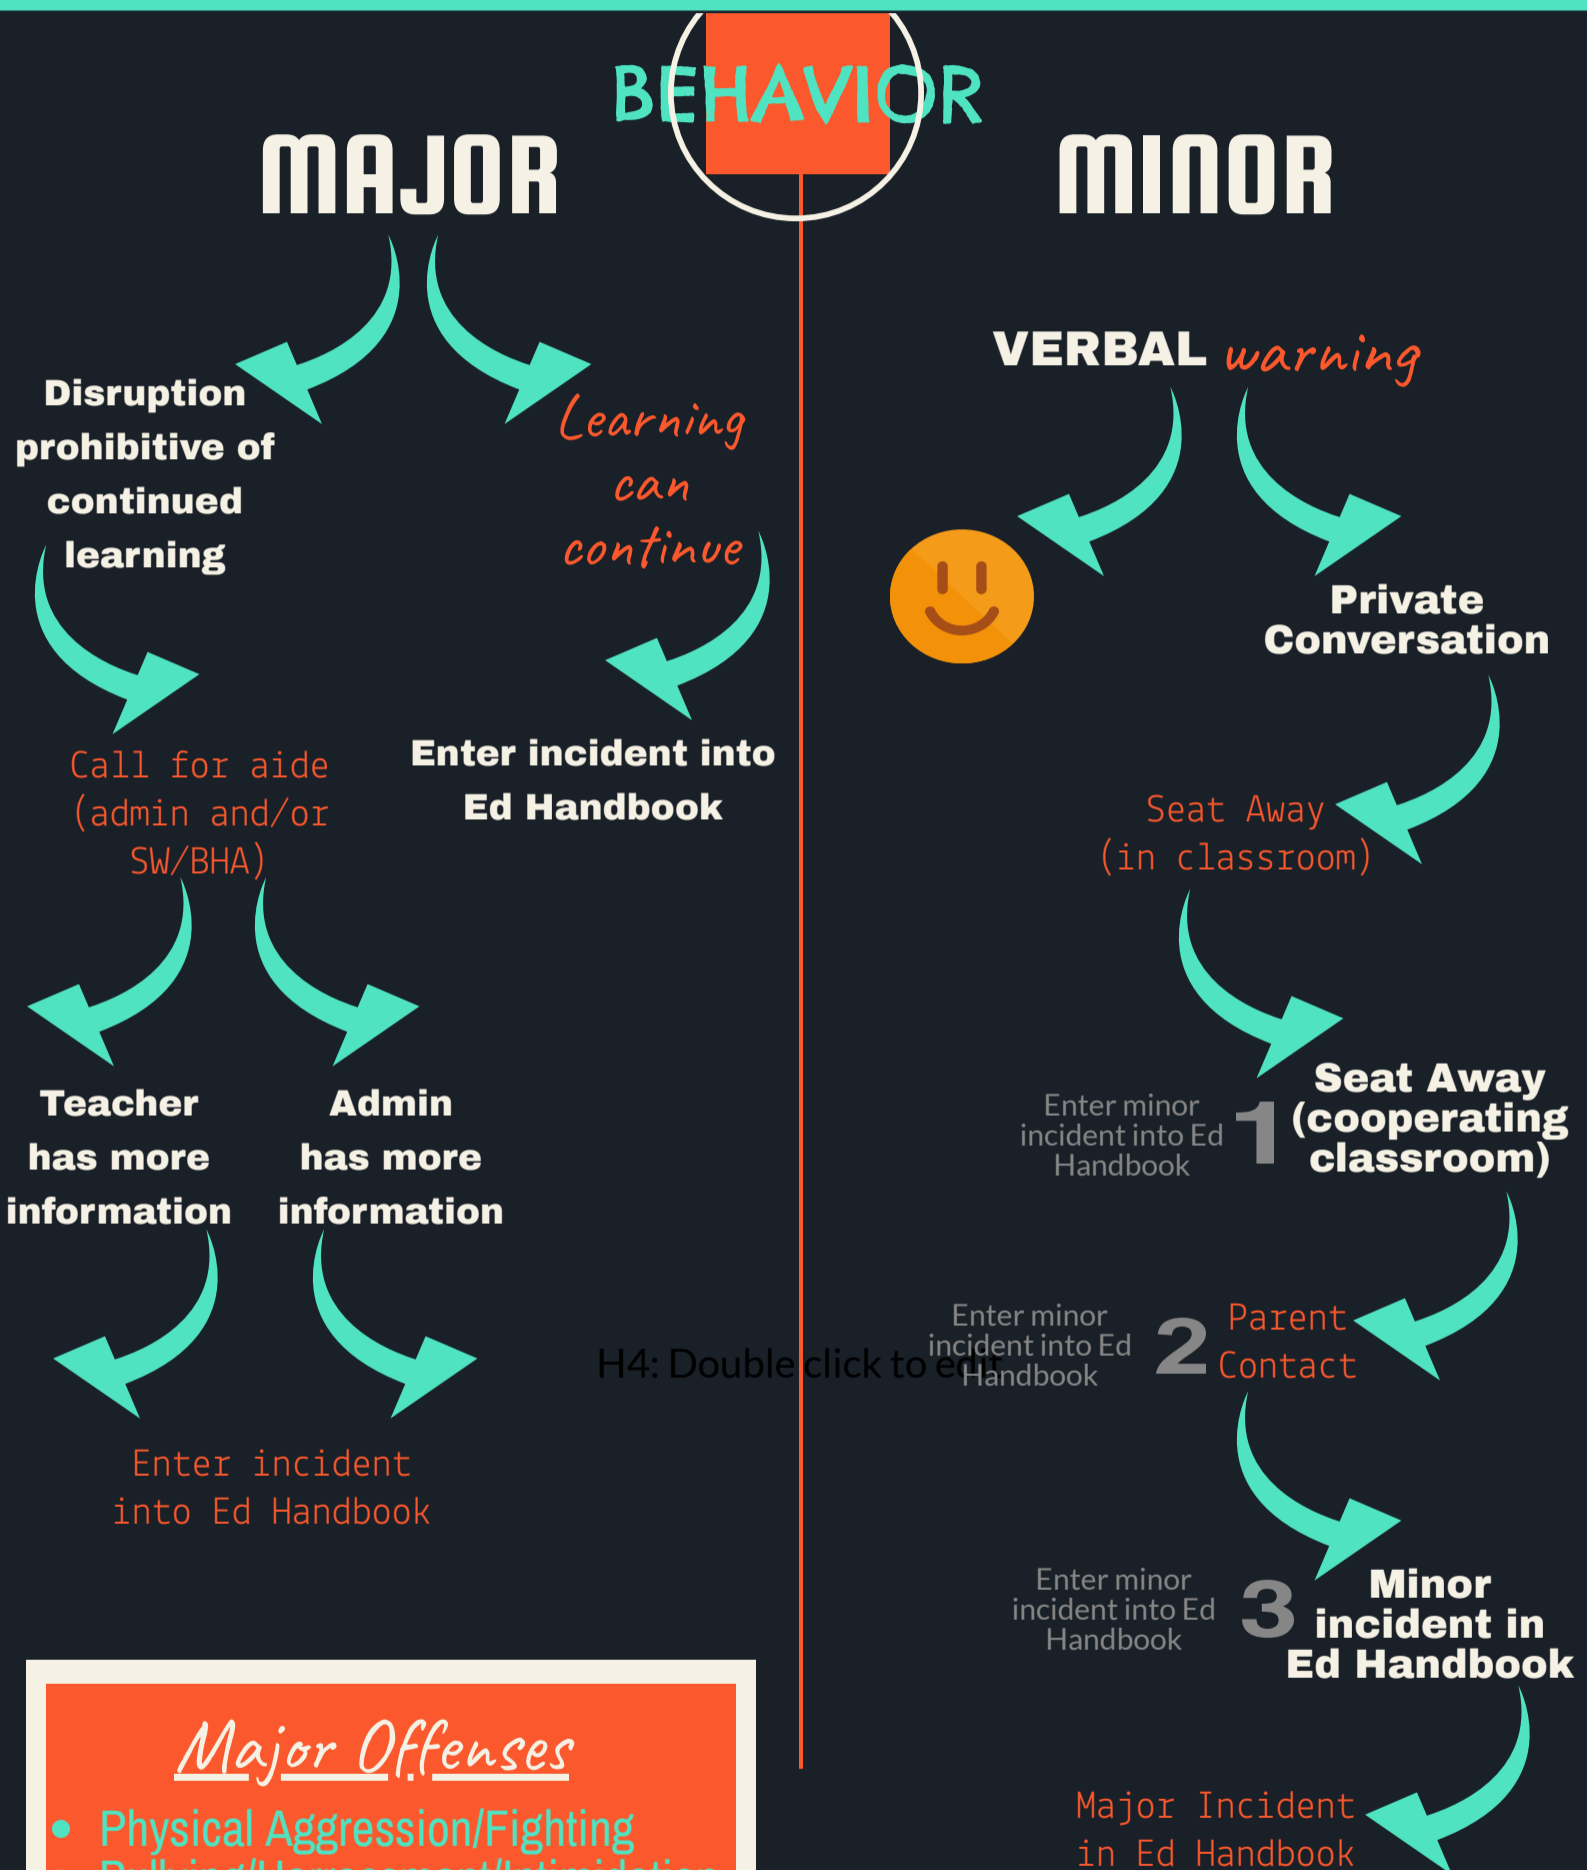 BEHAVIOR
MAJOR
Disruption
prohibitive of
continued
learning
Learning
can
continue
Call for aide
(admin and/or
SW/BHA)
Enter incident into
Ed Handbook
Teacher
has more
information
Admin
has more
information
Enter incident
into Ed Handbook
Major Offenses
• Physical Aggression/Fighting
Bullying/Harrassment/Intimidation
MINOR
VERBAL warning
Private
Conversation
Seat Away
(in classroom)
Enter minor
incident into Ed
Handbook
1
Seat Away
(cooperating
classroom)
H4: Double click to edit
Enter minor
incident into Ed
Handbook
2
Parent
Contact
Enter minor
incident into Ed
Handbook
3
Minor
incident in
Ed Handbook
Major Incident
in Ed Handbook